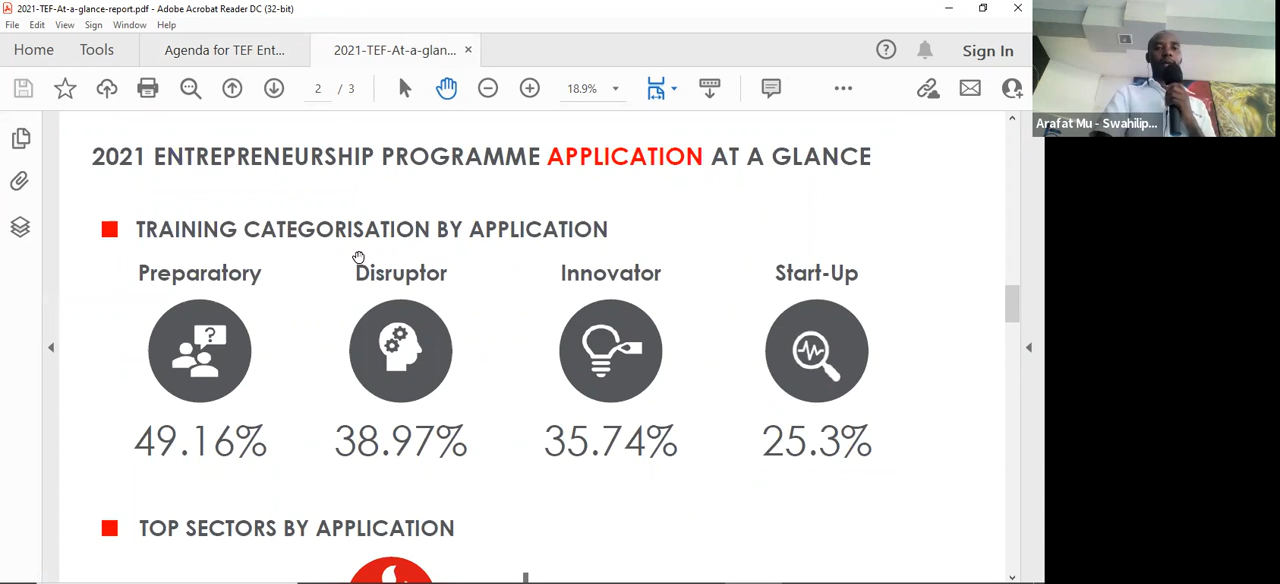 2021-TEF-At-a-glance-report.pdf - Adobe Acrobat Reader DC (32-bit)
File Edit View Sign Window Help
Home Tools Agenda for TEF Ent... 2021-TEF-At-a-glan... × ? Sign In
2 / 3 18.9%
Arafat Mu - Swahilip...
2021 ENTREPRENEURSHIP PROGRAMME APPLICATION AT A GLANCE
TRAINING CATEGORISATION BY APPLICATION
Preparatory Disruptor Innovator Start-Up
?
49.16% 38.97% 35.74% 25.3%
TOP SECTORS BY APPLICATION